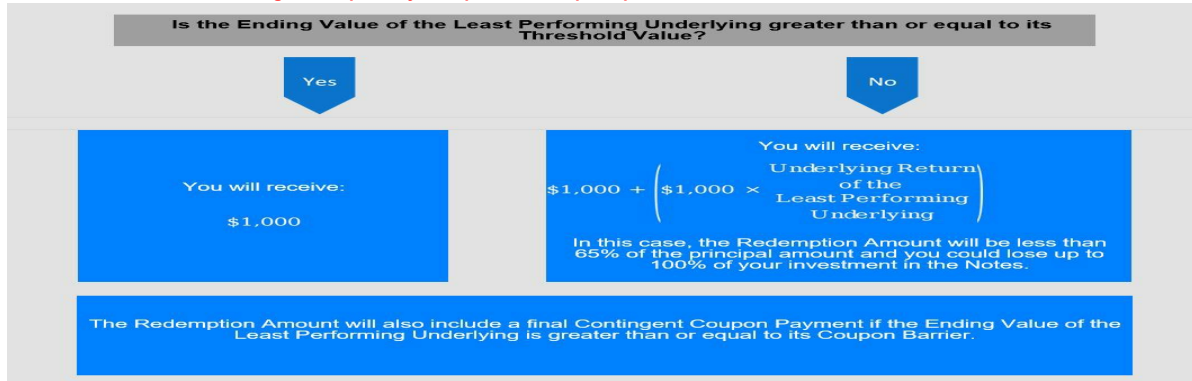 Is the Ending Value of the Least Performing Underlying greater than or equal to its
Threshold Value?
Yes
No
You will receive:
$1,000
You will receive:
$1,000 + ($1,000 × Underlying Return
of the
Least Performing
Underlying)
In this case, the Redemption Amount will be less than
65% of the principal amount and you could lose up to
100% of your investment in the Notes.
The Redemption Amount will also include a final Contingent Coupon Payment if the Ending Value of the
Least Performing Underlying is greater than or equal to its Coupon Barrier.